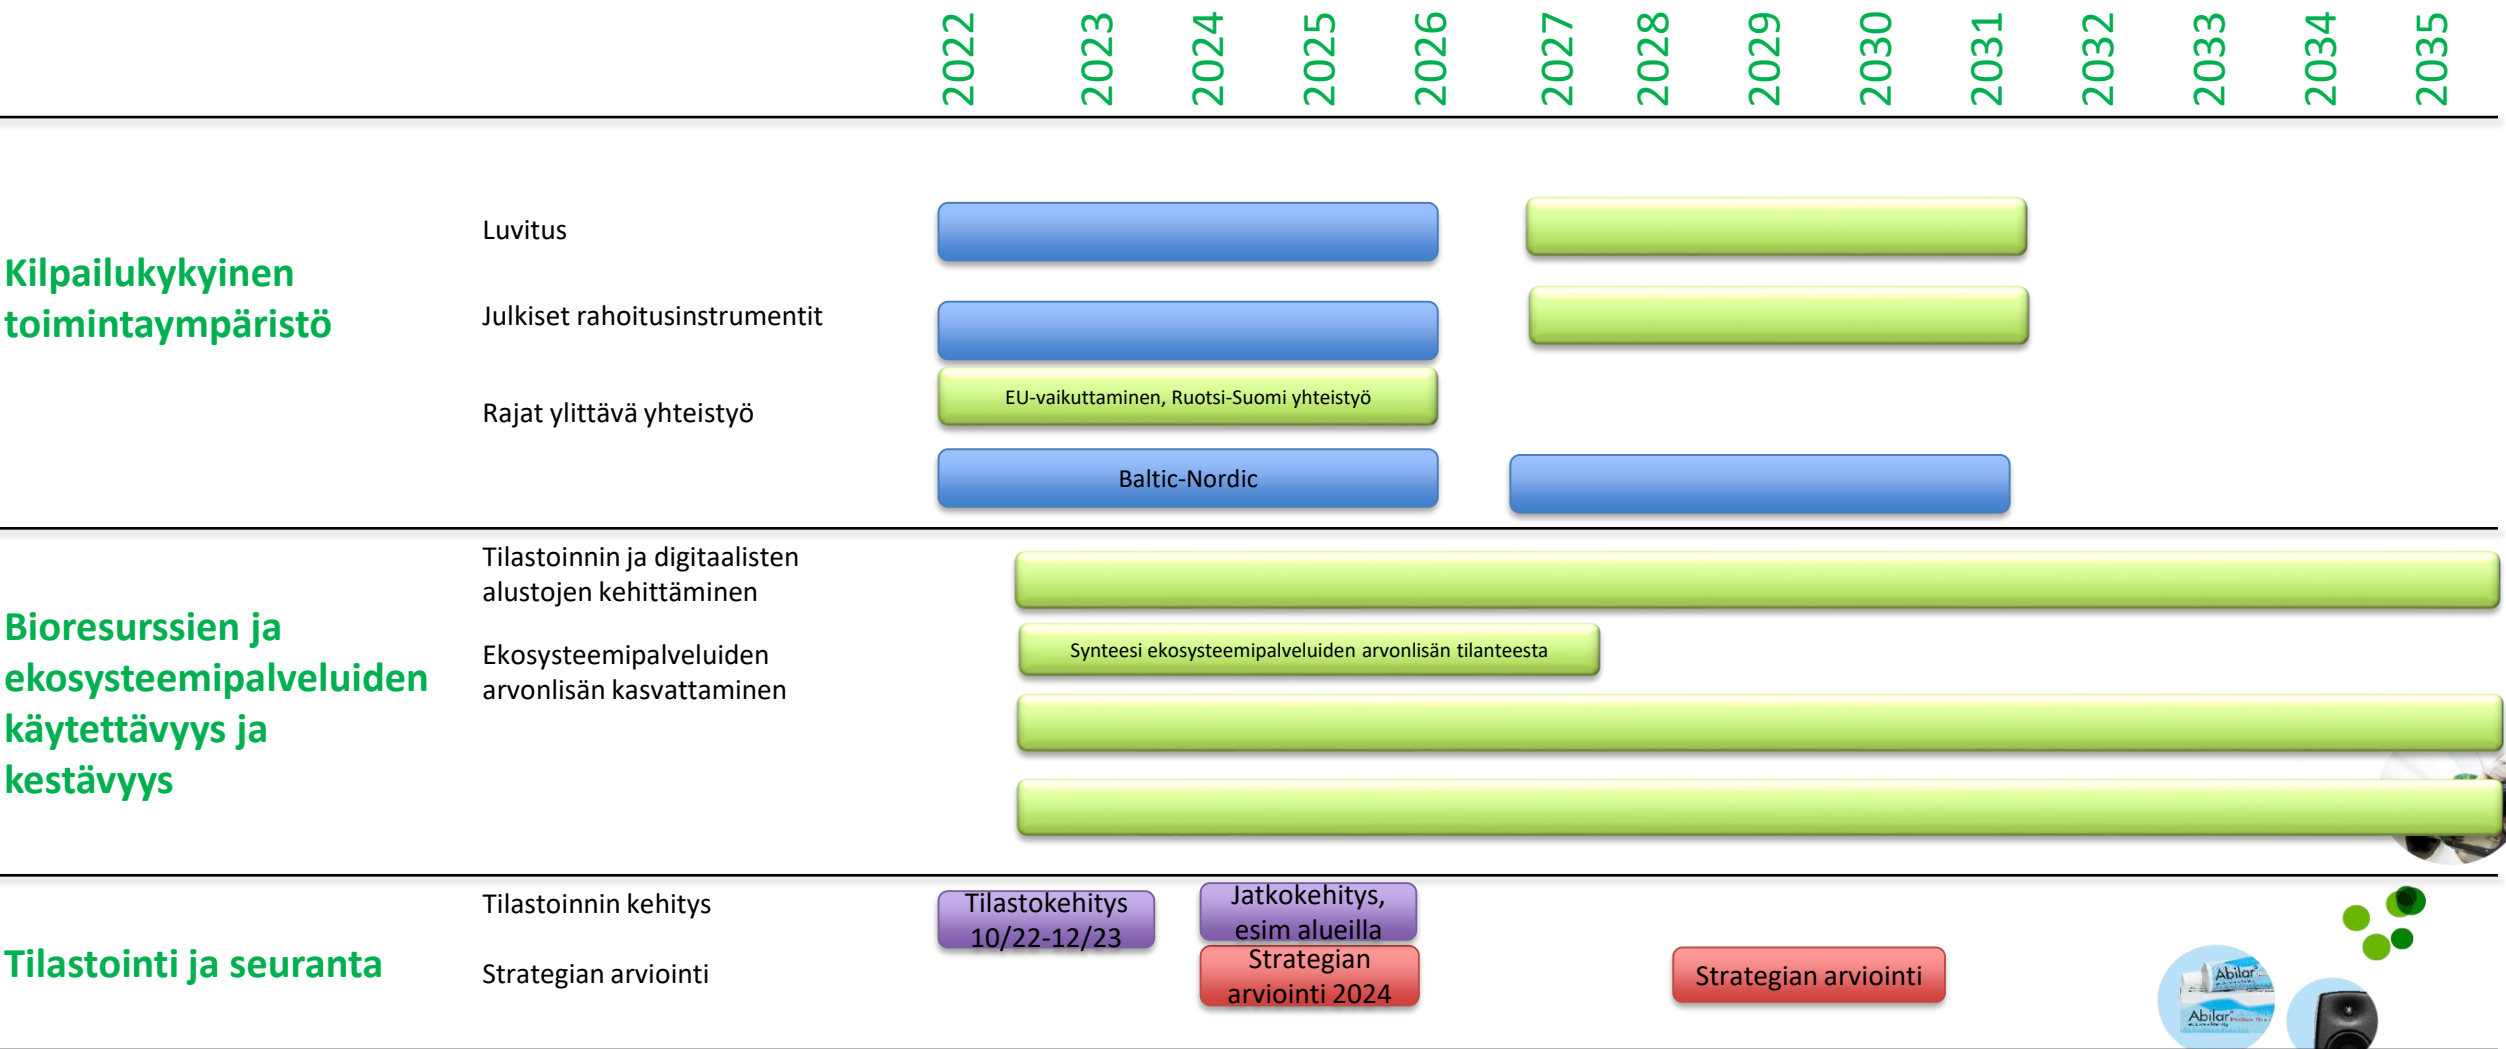 2022 2023 2024 2025 2026 2027 2028 2029 2030 2031 2032 2033 2034 2035
Kilpailukykyinen
toimintaympäristö
Luvitus
Julkiset rahoitusinstrumentit
Rajat ylittävä yhteistyö
EU-vaikuttaminen, Ruotsi-Suomi yhteistyö
Baltic-Nordic
Bioresurssien ja
ekosysteemipalveluiden
käytettävyys ja
kestävyys
Tilastoinnin ja digitaalisten
alustojen kehittäminen
Ekosysteemipalveluiden
arvonlisän kasvattaminen
Synteesi ekosysteemipalveluiden arvonlisän tilanteesta
Tilastointi ja seuranta
Tilastoinnin kehitys
Tilastokehitys
10/22-12/23
Jatkokehitys,
esim alueilla
Strategian arviointi
Strategian
arviointi 2024
Strategian arviointi
Abilar
Abilar